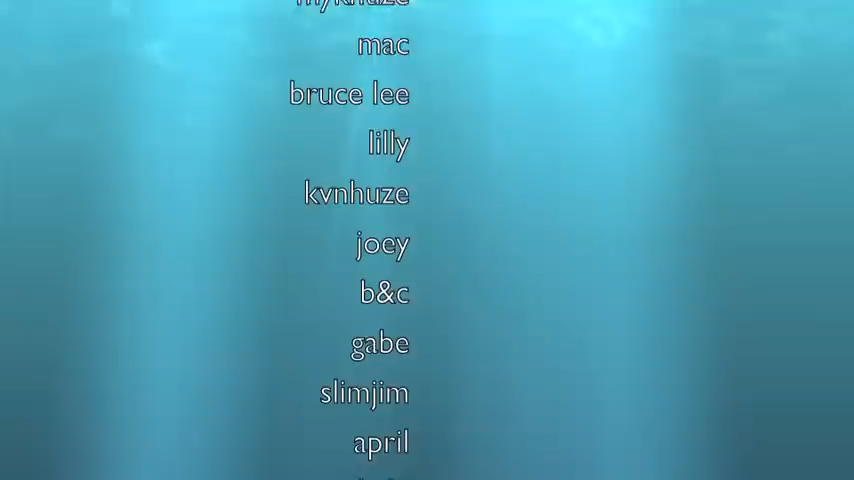 mac
bruce lee
lilly
kvnhuze
joey
b&c
gabe
slimjim
april